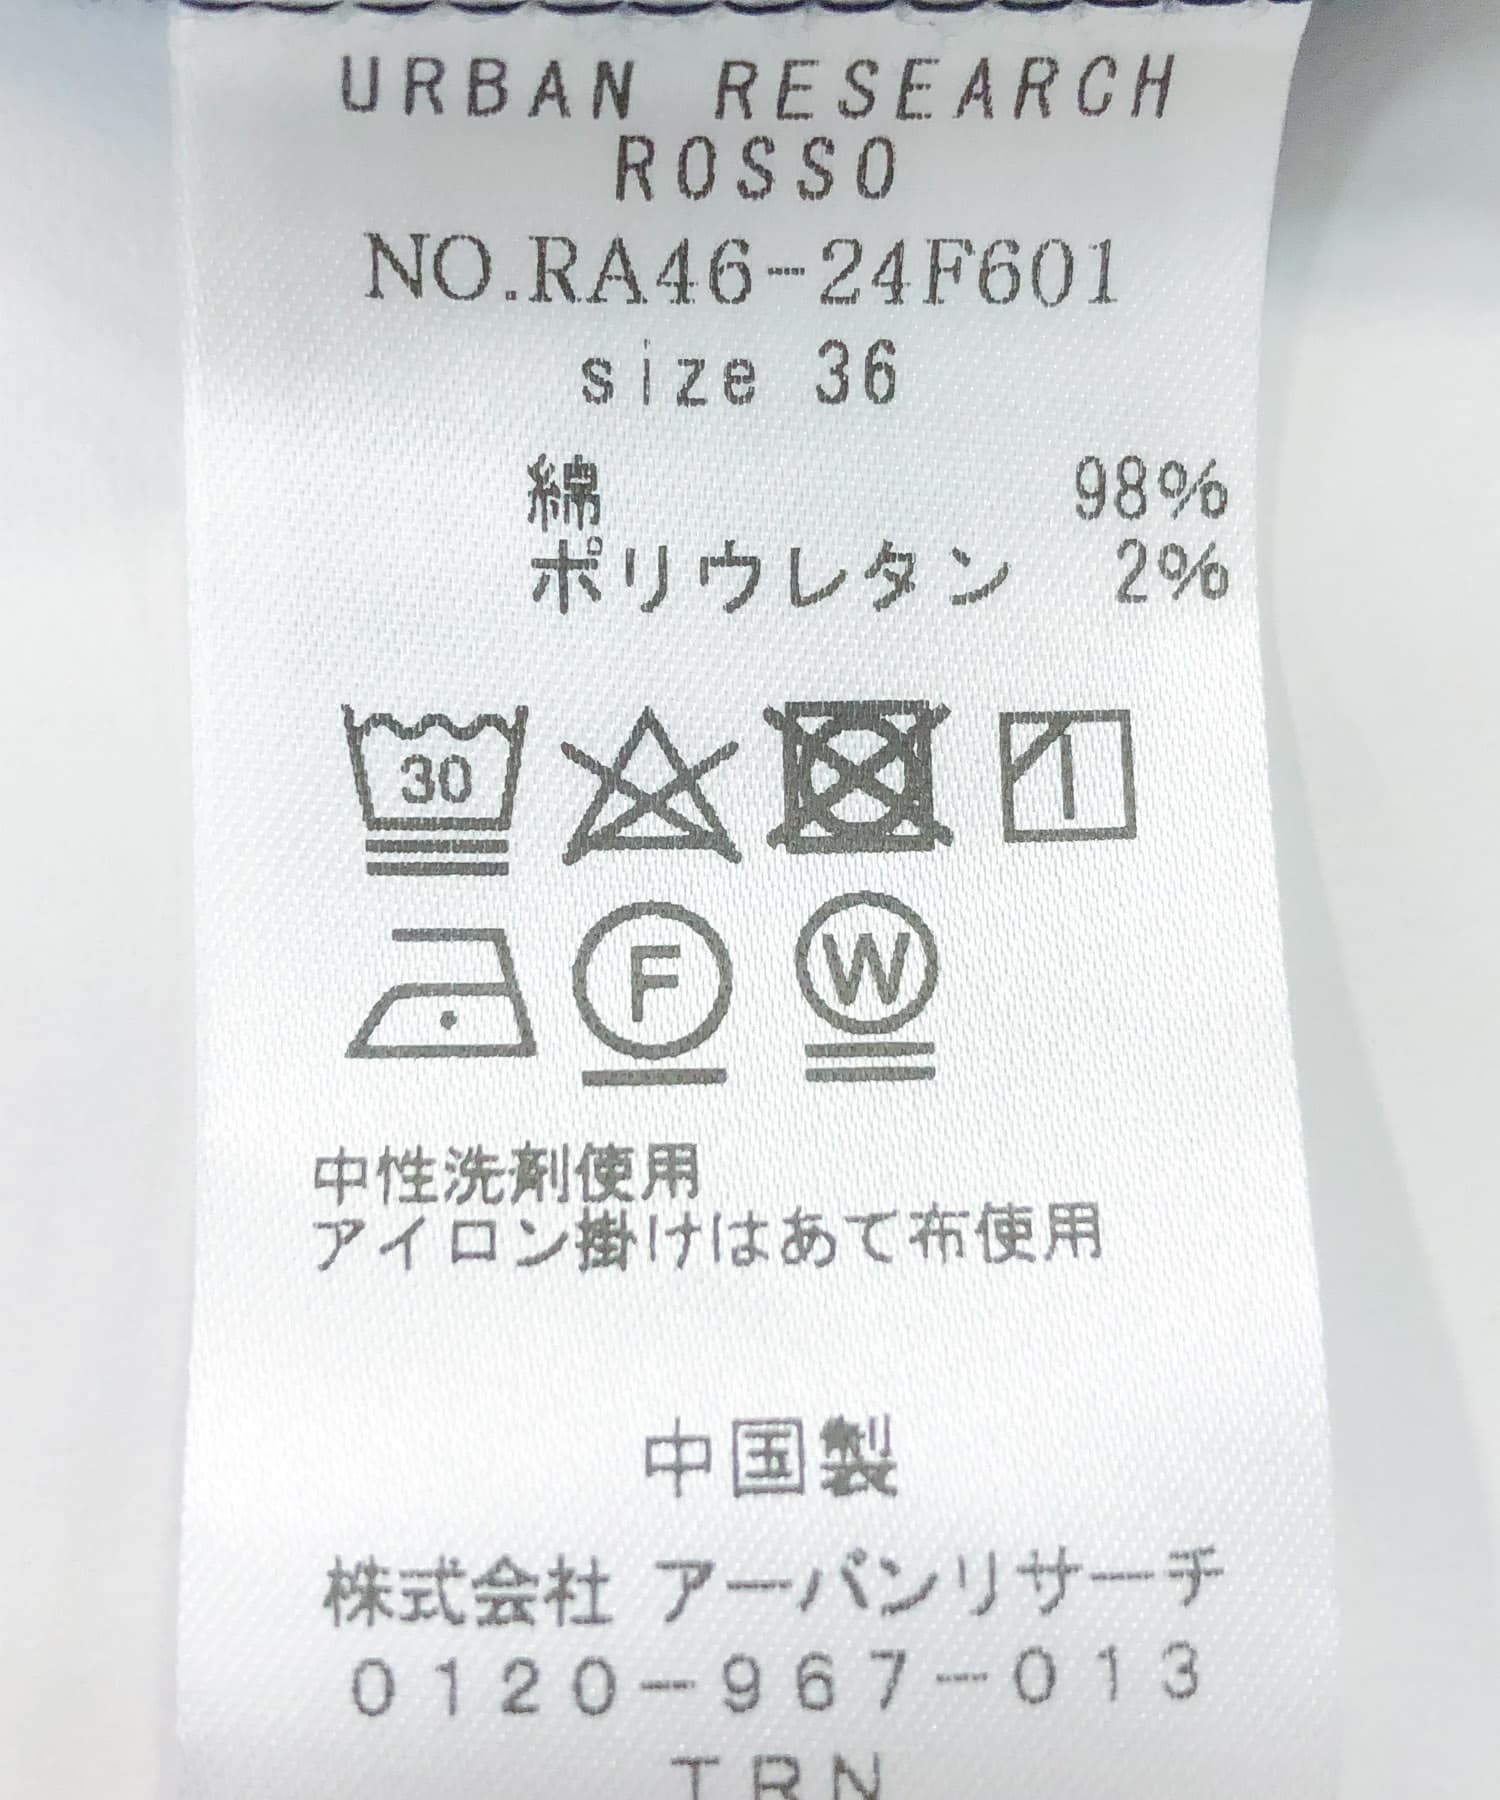 URBAN RESEARCH
ROSSO
NO.RA46-24F601
size 36
綿 98%
ポリウレタン 2%
30
F
W
中性洗剤使用
アイロン掛けはあて布使用
中国製
株式会社 アーバンリサーチ
0120-967-013
TRN